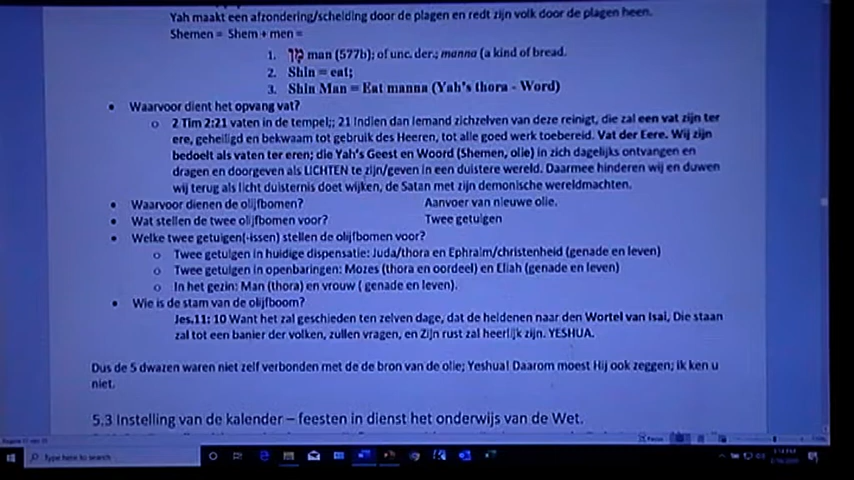 Yah maakt een afzondering/scheiding door de plagen en redt zijn volk door de plagen heen.
Shemen = Shem + men =
1. מָן man (577b); of unc. der.; manna (a kind of bread.
2. Shin = eat;
3. Shin Man = Eat manna (Yah's thora - Word)
• Waarvoor dient het opvang vat?
o 2 Tim 2:21 vaten in de tempel;; 21 Indien dan iemand zichzelven van deze reinigt, die zal een vat zijn ter
ere, geheiligd en bekwaam tot gebruik des Heeren, tot alle goed werk toebereid. Vat der Eere. Wij zijn
bedoelt als vaten ter eren; die Yah's Geest en Woord (Shemen, olie) in zich dagelijks ontvangen en
dragen en doorgeven als LICHTEN te zijn/geven in een duistere wereld. Daarmee hinderen wij en duwen
wij terug als licht duisternis doet wijken, de Satan met zijn demonische wereldmachten.
• Waarvoor dienen de olijfbomen? Aanvoer van nieuwe olie.
• Wat stellen de twee olijfbomen voor? Twee getuigen
• Welke twee getuigen(-issen) stellen de olijfbomen voor?
o Twee getuigen in huidige dispensatie: Juda/thora en Ephraim/christenheid (genade en leven)
o Twee getuigen in openbaringen: Mozes (thora en oordeel) en Eliah (genade en leven)
o In het gezin: Man (thora) en vrouw ( genade en leven).
• Wie is de stam van de olijfboom?
Jes.11: 10 Want het zal geschieden ten zelven dage, dat de heidenen naar den Wortel van Isai, Die staan
zal tot een banier der volken, zullen vragen, en Zijn rust zal heerlijk zijn. YESHUA.
Dus de 5 dwazen waren niet zelf verbonden met de de bron van de olie; Yeshua! Daarom moest Hij ook zeggen; ik ken u
niet.
5.3 Instelling van de kalender – feesten in dienst het onderwijs van de Wet.
Focus
Type here to search